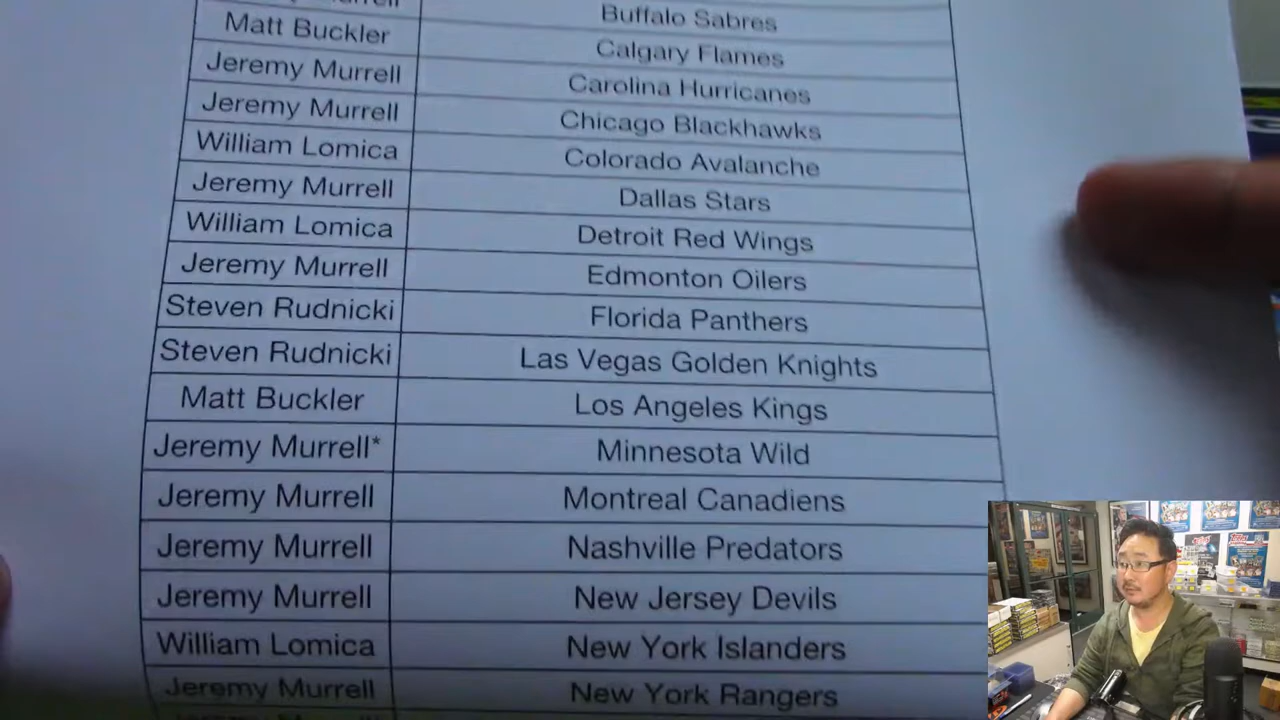 Murrell Buffalo Sabres
Matt Buckler Calgary Flames
Jeremy Murrell Carolina Hurricanes
Jeremy Murrell Chicago Blackhawks
William Lomica Colorado Avalanche
Jeremy Murrell Dallas Stars
William Lomica Detroit Red Wings
Jeremy Murrell Edmonton Oilers
Steven Rudnicki Florida Panthers
Steven Rudnicki Las Vegas Golden Knights
Matt Buckler Los Angeles Kings
Jeremy Murrell* Minnesota Wild
Jeremy Murrell Montreal Canadiens
Jeremy Murrell Nashville Predators
Jeremy Murrell New Jersey Devils
William Lomica New York Islanders
Jeremy Murrell New York Rangers